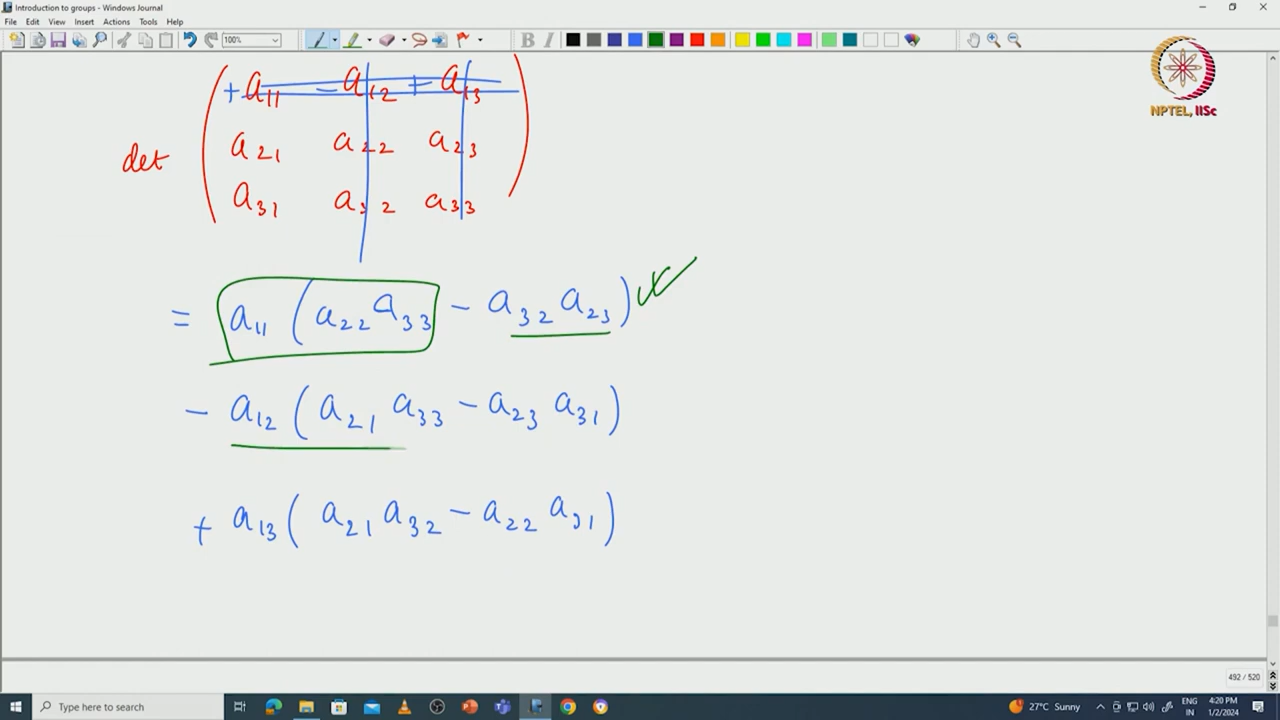 Introduction to groups - Windows Journal
File Edit View Insert Actions Tools Help
100%
B I
NPTEL, IISc
+a11 -a12 +a13
det a21 a22 a23
a31 a32 a33
= a11 (a22 a33 - a32 a23)
- a12 (a21 a33 - a23 a31)
+ a13 (a21 a32 - a22 a31)
492 / 520
Type here to search
27°C Sunny
ENG
IN
4:20 PM
1/2/2024